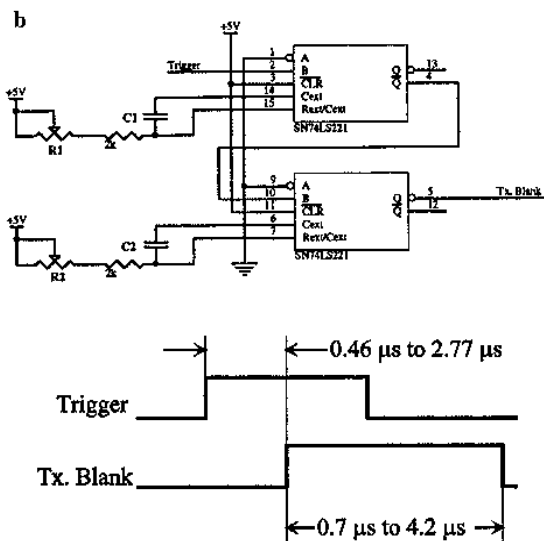 b
+5V
Trigger
1
2
3
14
15
A
B
CLR
Cext
Rext/Cext
Q
Q
13
4
SN74LS221
+5V
R1
2k
C1
9
10
11
6
7
A
B
CLR
Cext
Rext/Cext
Q
Q
5
12
Tx. Blank
SN74LS221
+5V
R2
2k
C2
0.46 µs to 2.77 µs
Trigger
Tx. Blank
0.7 µs to 4.2 µs